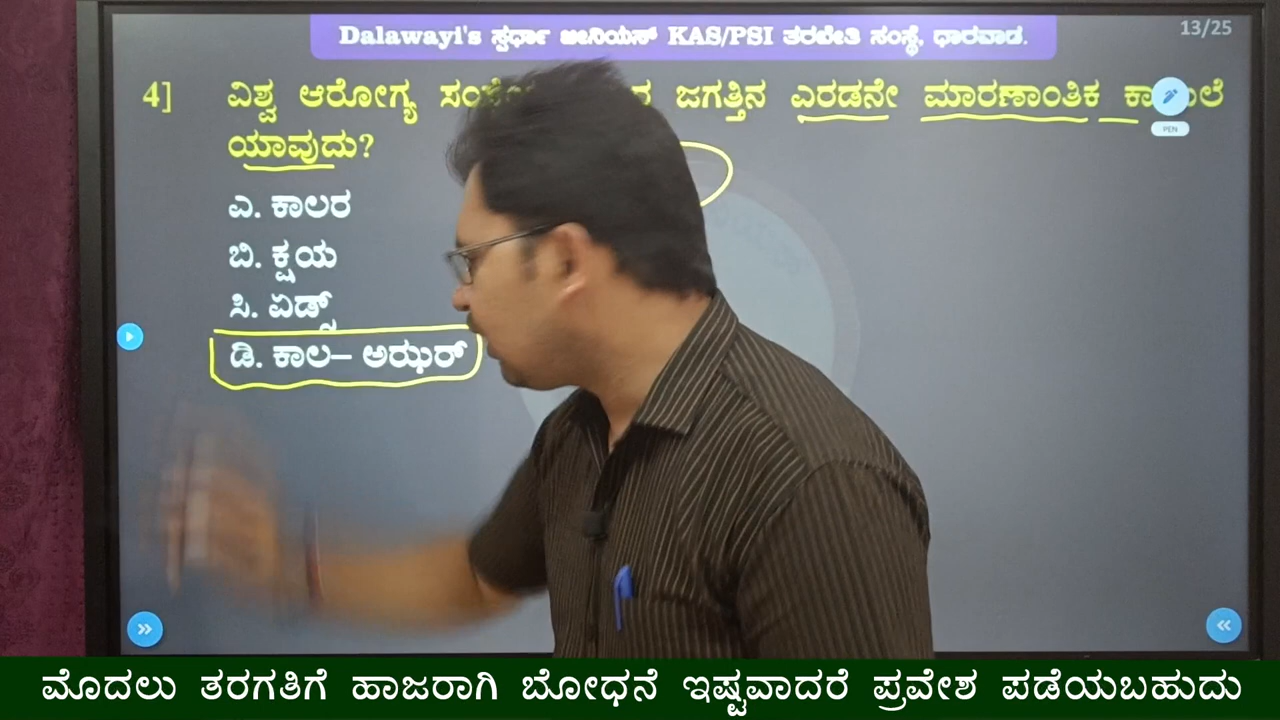 Dalawayi's ಸ್ಪರ್ಧಾ ಜೀನಿಯಸ್ KAS/PSI ತರಬೇತಿ ಸಂಸ್ಥೆ, ಧಾರವಾಡ.
13/25
4] ವಿಶ್ವ ಆರೋಗ್ಯ ಜಗತ್ತಿನ ಎರಡನೇ ಮಾರಣಾಂತಿಕ
ಯಾವುದು?
PEN
ಎ. ಕಾಲರ
ಬಿ. ಕ್ಷಯ
ಸಿ. ಏಡ್ಸ್
ಡಿ. ಕಾಲ– ಅಝರ್
ಮೊದಲು ತರಗತಿಗೆ ಹಾಜರಾಗಿ ಬೋಧನೆ ಇಷ್ಟವಾದರೆ ಪ್ರವೇಶ ಪಡೆಯಬಹುದು